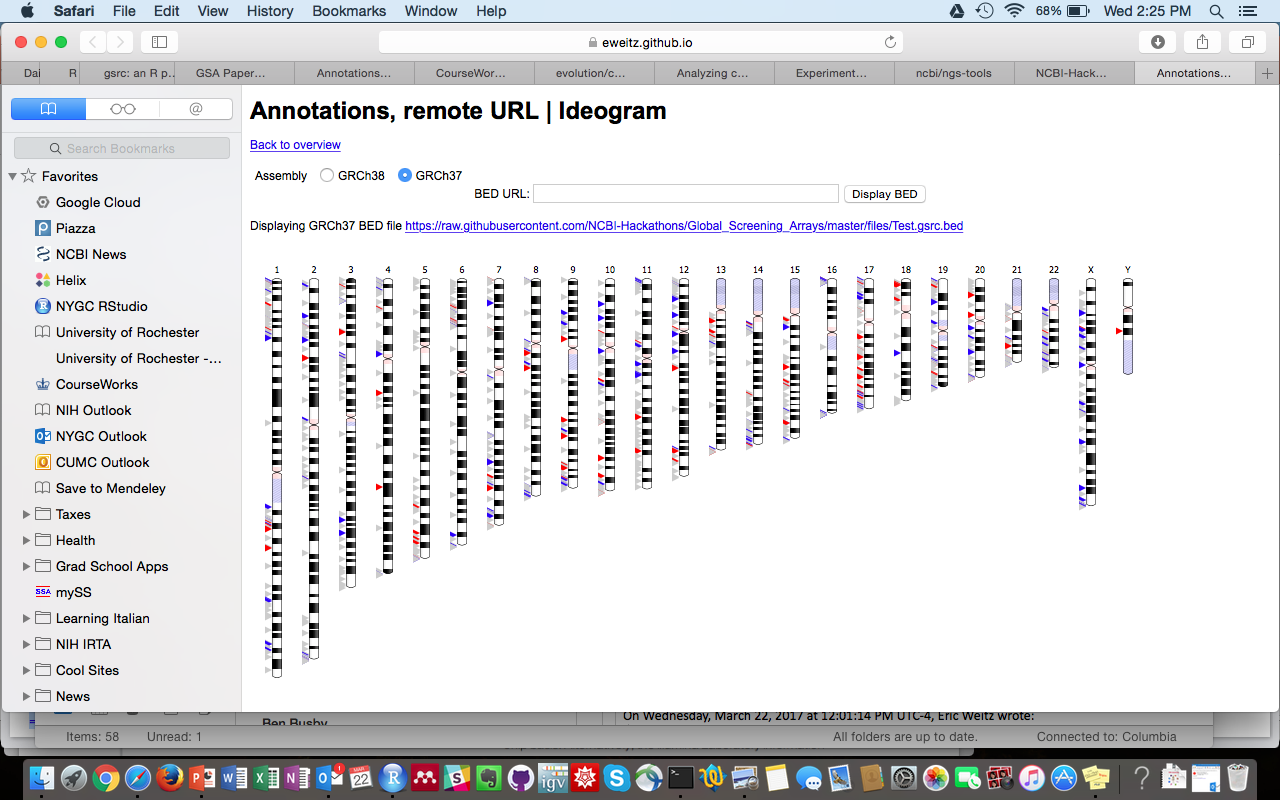 Safari File Edit View History Bookmarks Window Help 68% Wed 2:25 PM
eweitz.github.io
Dai R gsrc: an R p... GSA Paper... Annotations... CourseWor... evolution/c... Analyzing c... Experiment... ncbi/ngs-tools NCBI-Hack... Annotations...
Search Bookmarks
Favorites
Google Cloud
Piazza
NCBI News
Helix
NYGC RStudio
University of Rochester
University of Rochester -...
CourseWorks
NIH Outlook
NYGC Outlook
CUMC Outlook
Save to Mendeley
Taxes
Health
Grad School Apps
SSA mySS
Learning Italian
NIH IRTA
Cool Sites
News
Annotations, remote URL | Ideogram
Back to overview
Assembly GRCh38 GRCh37
BED URL: Display BED
Displaying GRCh37 BED file https://raw.githubusercontent.com/NCBI-Hackathons/Global_Screening_Arrays/master/files/Test.gsrc.bed
1 2 3 4 5 6 7 8 9 10 11 12 13 14 15 16 17 18 19 20 21 22 X Y
Ben Busby
On Wednesday, March 22, 2017 at 12:01:14 PM UTC-4, Eric Weitz wrote:
Items: 58 Unread: 1 All folders are up to date. Connected to: Columbia
MAR 22 igv